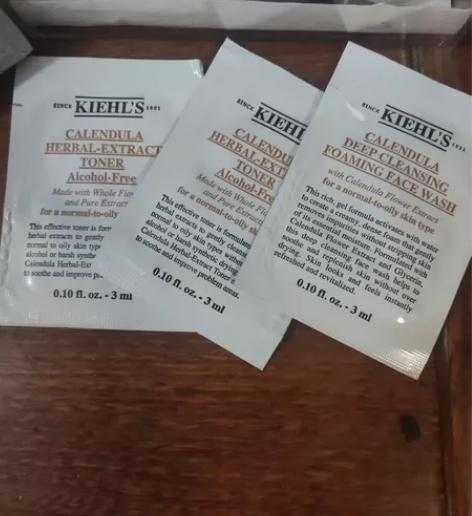 SINCE KIEHL'S 1851
CALENDULA
HERBAL-EXTRACT
TONER
Alcohol-Free
Made with Whole Flow
and Pure Extract
for a normal-to-oily
This effective toner is form
herbal extracts to gently
normal to oily skin type
alcohol or harsh synthe
Calendula Herbal-Ext
to soothe and improve pro
0.10 fl. oz. - 3 ml
SINCE KIEHL
CALENDU
HERBAL-EXT
TONER
Alcohol-Fre
Made with Whole F
and Pure Extrac
for a normal-to-oily sk
This effective toner is formulate
herbal extracts to gently cleanse
normal to oily skin types withou
alcohol or harsh synthetic drying
Calendula Herbal-Extract Toner
to soothe and improve problem areas.
0.10 fl. oz. - 3 ml
SINCE KIEHL'S 1851
CALENDULA
DEEP CLEANSING
FOAMING FACE WASH
with Calendula Flower Extract
for a normal-to-oily skin type
This rich, gel formula activates with water
to create a creamy, dense foam that gently
removes impurities without stripping skin
of its essential moisture. Formulated with
Calendula Flower Extract and Glycerin,
this deep cleansing face wash helps to
soothe and replenish skin without over
drying. Skin looks and feels instantly
refreshed and revitalized.
0.10 fl. oz. - 3 ml